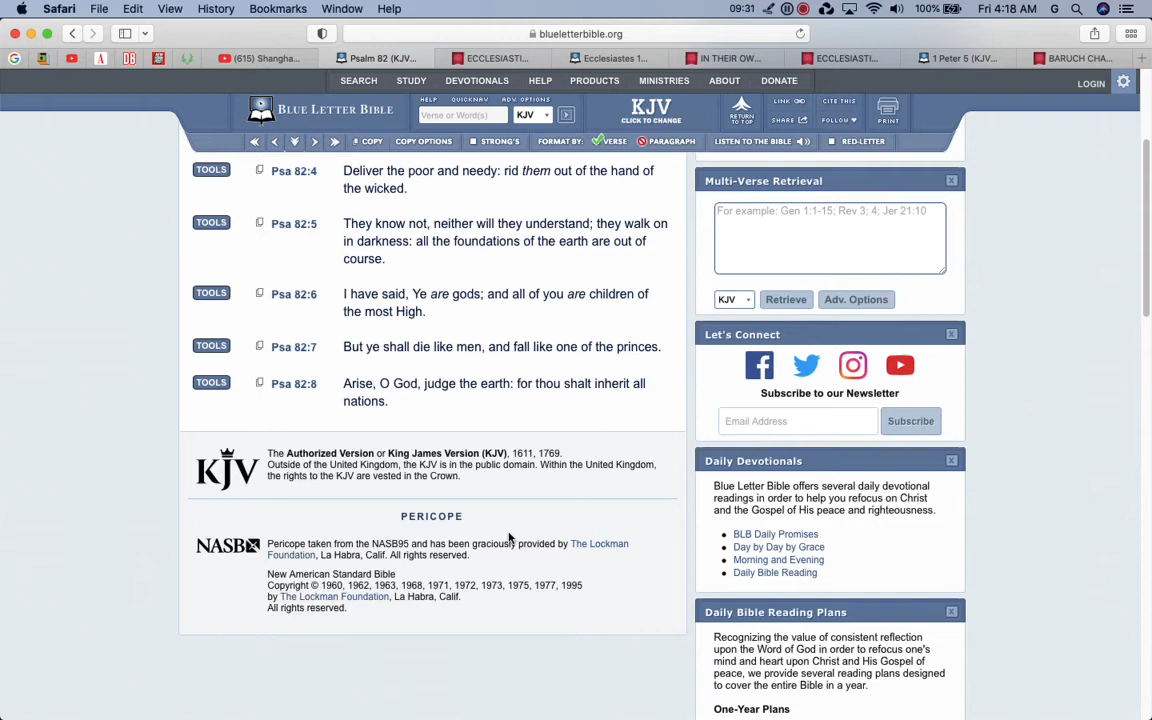 Safari File Edit View History Bookmarks Window Help 09:31 100% Fri 4:18 AM G
blueletterbible.org
(615) Shangha... Psalm 82 (KJV... ECCLESIASTI... Ecclesiastes 1... IN THEIR OW... ECCLESIASTI... 1 Peter 5 (KJV... BARUCH CHA...
SEARCH STUDY DEVOTIONALS HELP PRODUCTS MINISTRIES ABOUT DONATE LOGIN
BLUE LETTER BIBLE
HELP QUICKNAV ADV. OPTIONS
Verse or Word(s) KJV
KJV
CLICK TO CHANGE
RETURN
TO TOP
LINK CITE THIS
SHARE FOLLOW PRINT
COPY COPY OPTIONS STRONG'S FORMAT BY: VERSE PARAGRAPH LISTEN TO THE BIBLE RED-LETTER
TOOLS Psa 82:4 Deliver the poor and needy: rid them out of the hand of
the wicked.
TOOLS Psa 82:5 They know not, neither will they understand; they walk on
in darkness: all the foundations of the earth are out of
course.
TOOLS Psa 82:6 I have said, Ye are gods; and all of you are children of
the most High.
TOOLS Psa 82:7 But ye shall die like men, and fall like one of the princes.
TOOLS Psa 82:8 Arise, O God, judge the earth: for thou shalt inherit all
nations.
KJV
The Authorized Version or King James Version (KJV), 1611, 1769.
Outside of the United Kingdom, the KJV is in the public domain. Within the United Kingdom,
the rights to the KJV are vested in the Crown.
PERICOPE
NASB
Pericope taken from the NASB95 and has been graciously provided by The Lockman
Foundation, La Habra, Calif. All rights reserved.
New American Standard Bible
Copyright © 1960, 1962, 1963, 1968, 1971, 1972, 1973, 1975, 1977, 1995
by The Lockman Foundation, La Habra, Calif.
All rights reserved.
Multi-Verse Retrieval X
For example: Gen 1:1-15; Rev 3; 4; Jer 21:10
KJV Retrieve Adv. Options
Let's Connect X
Subscribe to our Newsletter
Email Address Subscribe
Daily Devotionals X
Blue Letter Bible offers several daily devotional
readings in order to help you refocus on Christ
and the Gospel of His peace and righteousness.
BLB Daily Promises
Day by Day by Grace
Morning and Evening
Daily Bible Reading
Daily Bible Reading Plans X
Recognizing the value of consistent reflection
upon the Word of God in order to refocus one's
mind and heart upon Christ and His Gospel of
peace, we provide several reading plans designed
to cover the entire Bible in a year.
One-Year Plans